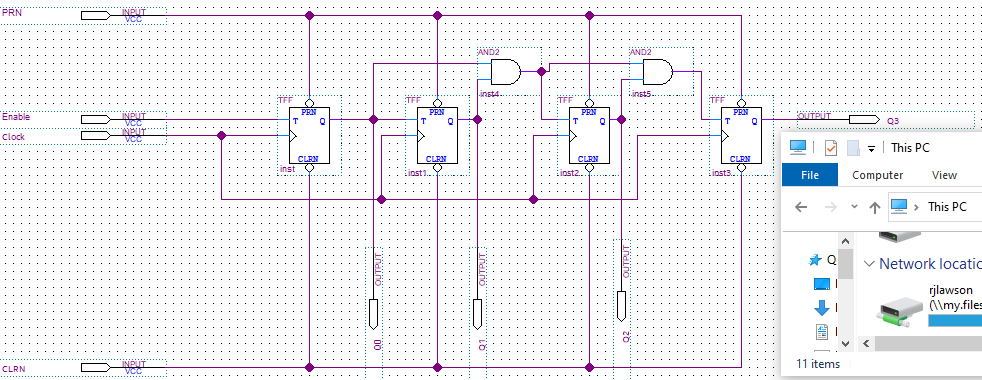 PRN
INPUT
VCC
AND2
AND2
inst4
inst5
TFF
TFF
TFF
TFF
PRN
PRN
PRN
PRN
Enable
INPUT
VCC
T Q
T Q
T Q
T Q
OUTPUT
Q3
Clock
INPUT
VCC
CLRN
CLRN
CLRN
CLRN
inst
inst1
inst2
inst3
OUTPUT
OUTPUT
OUTPUT
Q0
Q1
Q2
CLRN
INPUT
VCC
This PC
File Computer View
This PC
Q
Network locatio
rjlawson
(\\my.files
11 items